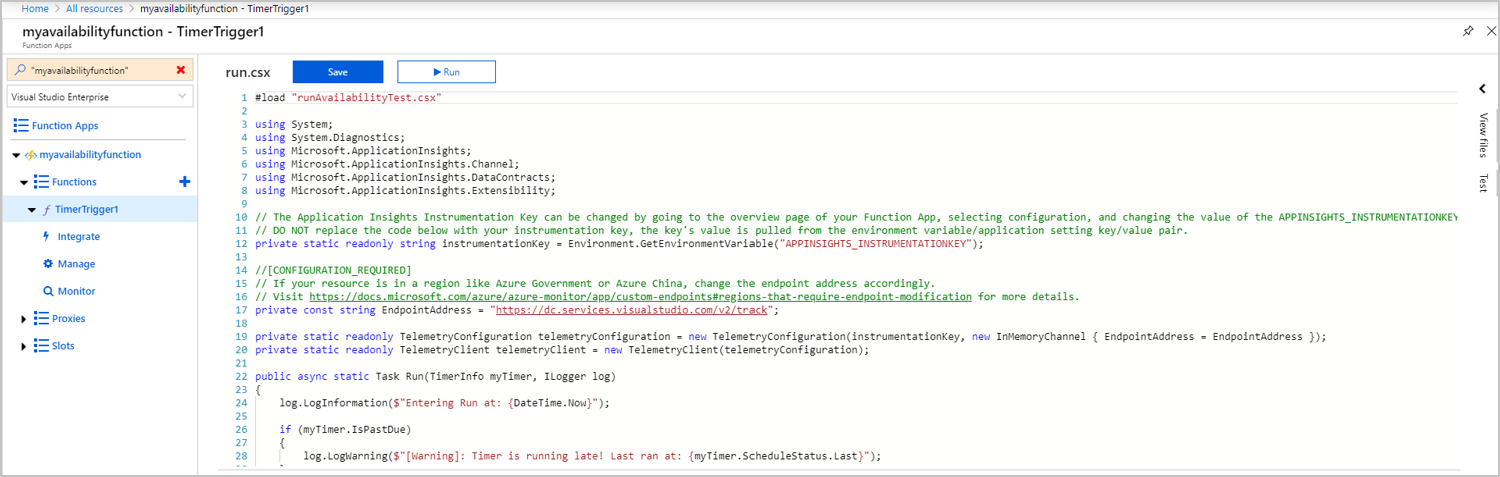 Home > All resources > myavailabilityfunction - TimerTrigger1
myavailabilityfunction - TimerTrigger1
Function Apps
"myavailabilityfunction"
Visual Studio Enterprise
Function Apps
myavailabilityfunction
Functions
TimerTrigger1
Integrate
Manage
Monitor
Proxies
Slots
run.csx
Save
Run
1 #load "runAvailabilityTest.csx"
2
3 using System;
4 using System.Diagnostics;
5 using Microsoft.ApplicationInsights;
6 using Microsoft.ApplicationInsights.Channel;
7 using Microsoft.ApplicationInsights.DataContracts;
8 using Microsoft.ApplicationInsights.Extensibility;
9
10 // The Application Insights Instrumentation Key can be changed by going to the overview page of your Function App, selecting configuration, and changing the value of the APPINSIGHTS_INSTRUMENTATIONKEY
11 // DO NOT replace the code below with your instrumentation key, the key's value is pulled from the environment variable/application setting key/value pair.
12 private static readonly string instrumentationKey = Environment.GetEnvironmentVariable("APPINSIGHTS_INSTRUMENTATIONKEY");
13
14 //[CONFIGURATION_REQUIRED]
15 // If your resource is in a region like Azure Government or Azure China, change the endpoint address accordingly.
16 // Visit https://docs.microsoft.com/azure/azure-monitor/app/custom-endpoints#regions-that-require-endpoint-modification for more details.
17 private const string EndpointAddress = "https://dc.services.visualstudio.com/v2/track";
18
19 private static readonly TelemetryConfiguration telemetryConfiguration = new TelemetryConfiguration(instrumentationKey, new InMemoryChannel { EndpointAddress = EndpointAddress });
20 private static readonly TelemetryClient telemetryClient = new TelemetryClient(telemetryConfiguration);
21
22 public async static Task Run(TimerInfo myTimer, ILogger log)
23 {
24 log.LogInformation($"Entering Run at: {DateTime.Now}");
25
26 if (myTimer.IsPastDue)
27 {
28 log.LogWarning($"[Warning]: Timer is running late! Last ran at: {myTimer.ScheduleStatus.Last}");
View files
Test